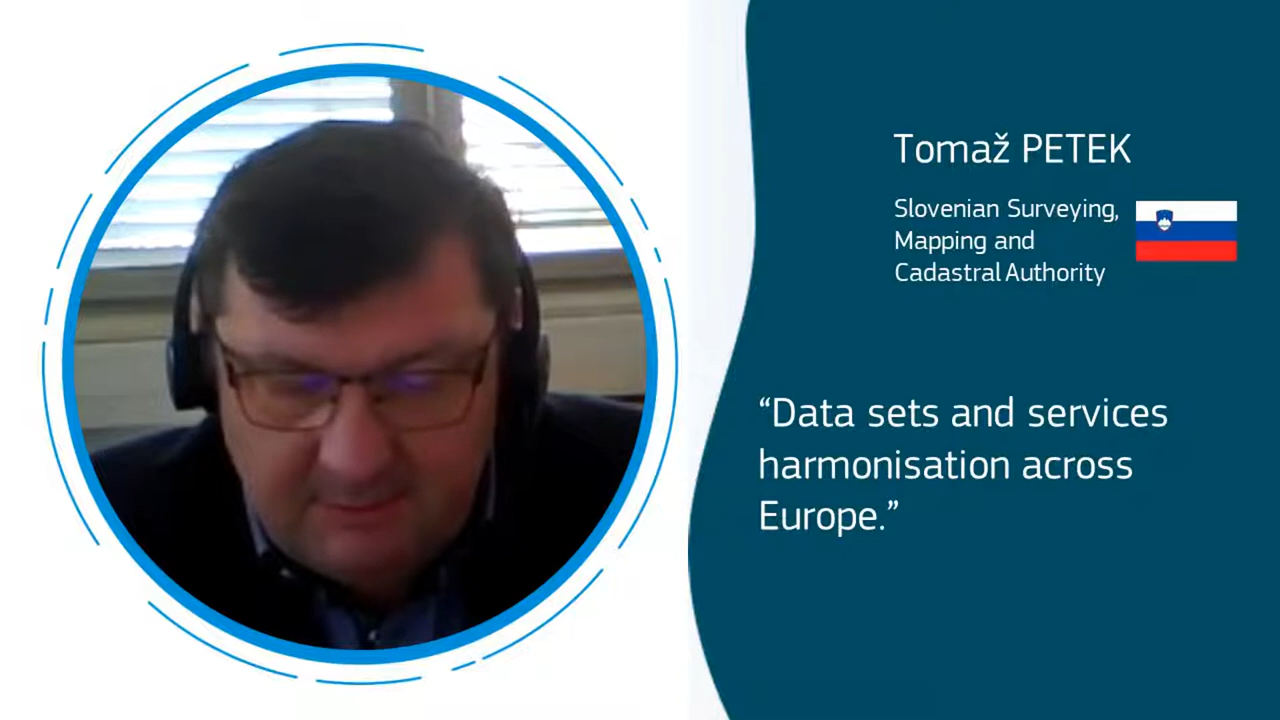 Tomaž PETEK
Slovenian Surveying,
Mapping and
Cadastral Authority
“Data sets and services
harmonisation across
Europe.”